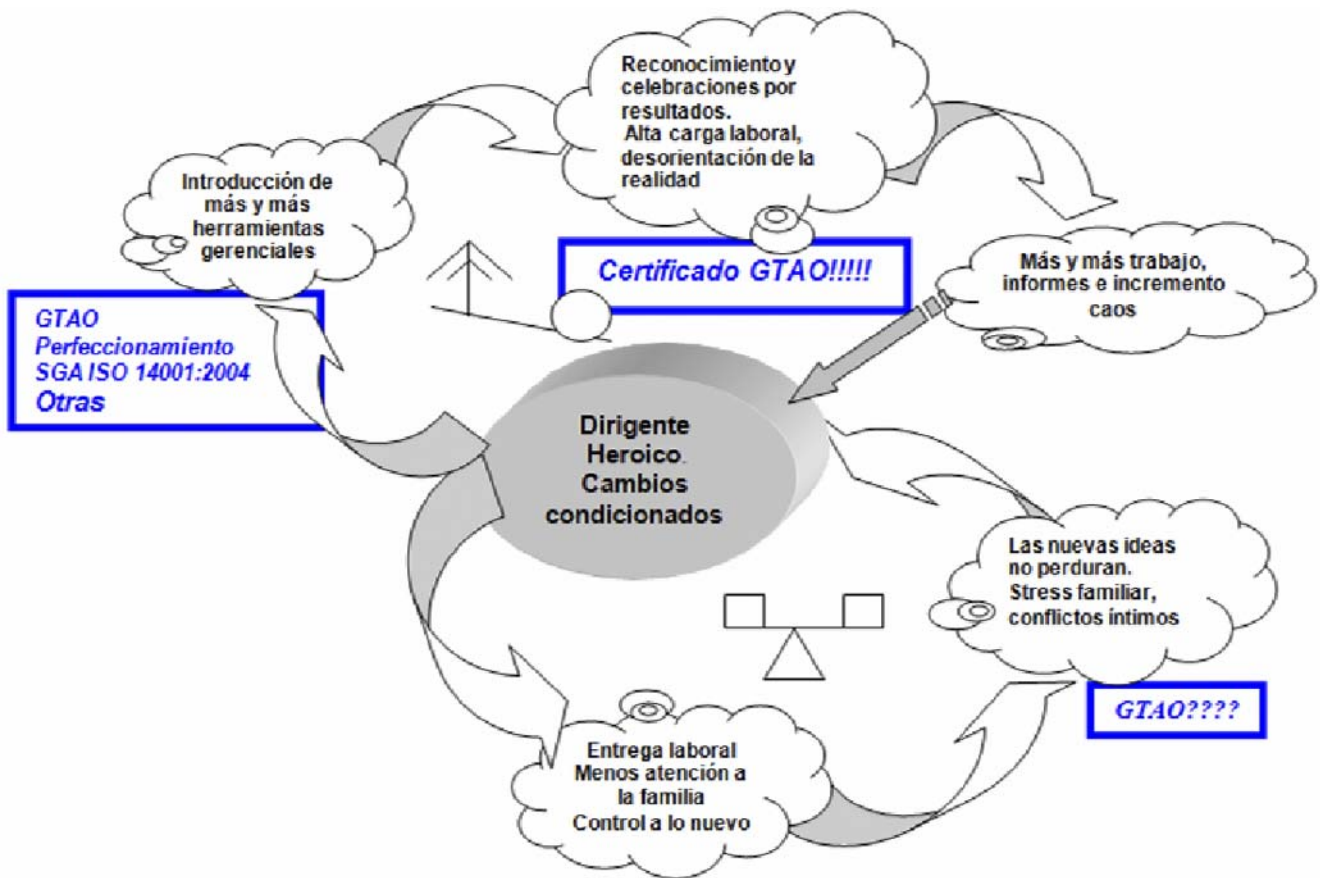 Reconocimiento y
celebraciones por
resultados.
Alta carga laboral,
desorientación de la
realidad
Introducción de
más y más
herramientas
gerenciales
Certificado GTAO!!!!!
Más y más trabajo,
informes e incremento
caos
GTAO
Perfeccionamiento
SGA ISO 14001:2004
Otras
Dirigente
Heroico.
Cambios
condicionados
Las nuevas ideas
no perduran.
Stress familiar,
conflictos íntimos
GTAO????
Entrega laboral
Menos atención a
la familia
Control a lo nuevo